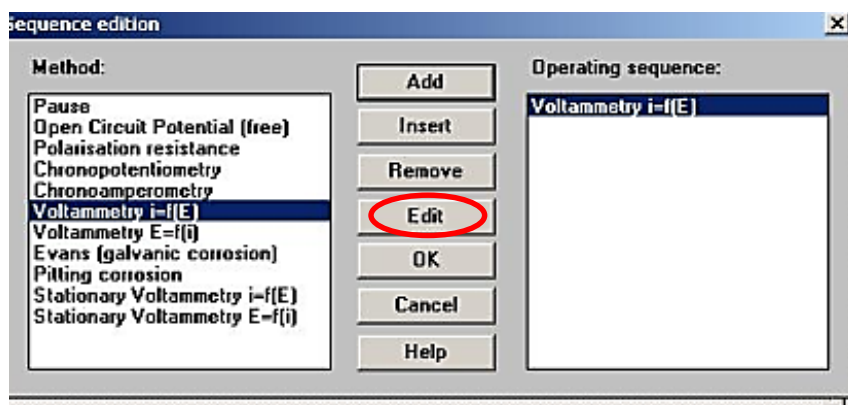 Sequence edition
Method:
Pause
Open Circuit Potential (free)
Polarisation resistance
Chronopotentiometry
Chronoamperometry
Voltammetry i=f(E)
Voltammetry E=f(i)
Evans (galvanic corrosion)
Pitting corrosion
Stationary Voltammetry i=f(E)
Stationary Voltammetry E=f(i)
Add
Insert
Remove
Edit
OK
Cancel
Help
Operating sequence:
Voltammetry i=f(E)